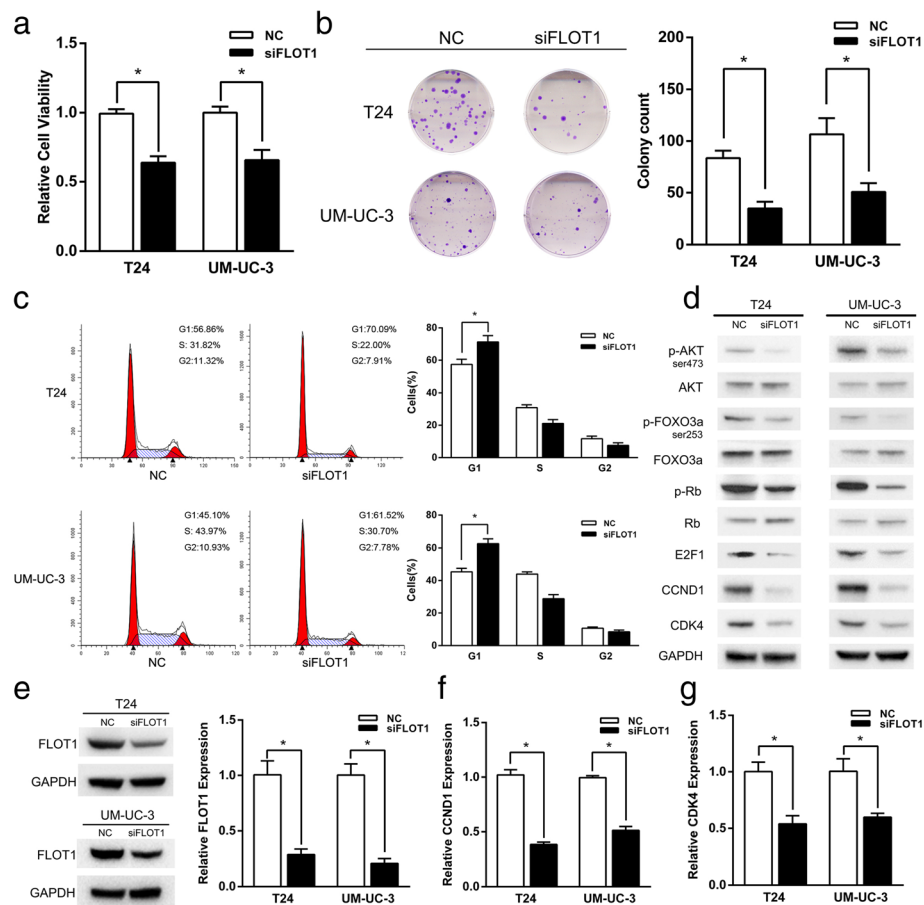 a
NC
siFLOT1
Relative Cell Viability
1.5
1.0
0.5
0.0
*
*
T24
UM-UC-3
b
NC
siFLOT1
T24
UM-UC-3
NC
siFLOT1
Colony count
200
150
100
50
0
*
*
T24
UM-UC-3
c
T24
G1:56.86%
S: 31.82%
G2:11.32%
NC
G1:70.09%
S:22.00%
G2:7.91%
siFLOT1
NC
siFLOT1
Cells(%)
80
60
40
20
0
*
G1
S
G2
UM-UC-3
G1:45.10%
S: 43.97%
G2:10.93%
NC
G1:61.52%
S:30.70%
G2:7.78%
siFLOT1
NC
siFLOT1
Cells(%)
80
60
40
20
0
*
G1
S
G2
d
T24
UM-UC-3
NC siFLOT1
NC siFLOT1
p-AKT
ser473
AKT
p-FOXO3a
ser253
FOXO3a
p-Rb
Rb
E2F1
CCND1
CDK4
GAPDH
e
T24
NC siFLOT1
FLOT1
GAPDH
UM-UC-3
NC siFLOT1
FLOT1
GAPDH
NC
siFLOT1
Relative FLOT1 Expression
1.5
1.0
0.5
0.0
*
*
T24
UM-UC-3
f
NC
siFLOT1
Relative CCND1 Expression
1.5
1.0
0.5
0.0
*
*
T24
UM-UC-3
g
NC
siFLOT1
Relative CDK4 Expression
1.5
1.0
0.5
0.0
*
*
T24
UM-UC-3